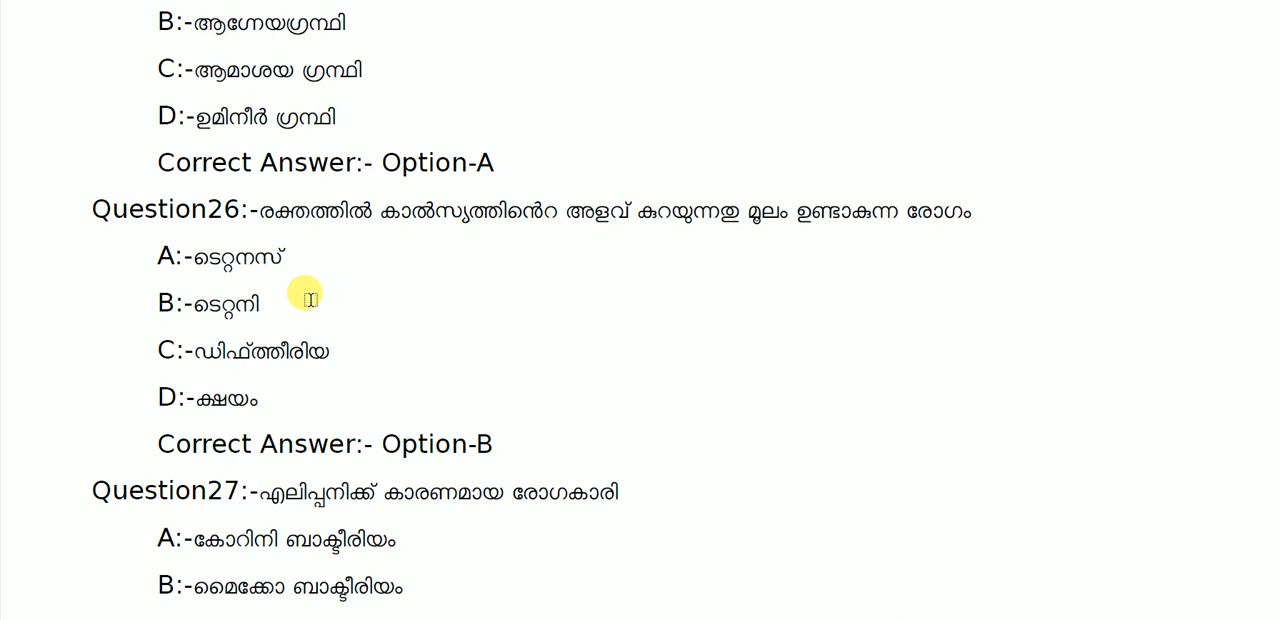 B:-ആഗ്നേയഗ്രന്ഥി
C:-ആമാശയ ഗ്രന്ഥി
D:-ഉമിനീർ ഗ്രന്ഥി
Correct Answer:- Option-A
Question26:-രക്തത്തിൽ കാൽസ്യത്തിൻെറ അളവ് കുറയുന്നതു മൂലം ഉണ്ടാകുന്ന രോഗം
A:-ടെറ്റനസ്
B:-ടെറ്റനി
C:-ഡിഫ്ത്തീരിയ
D:-ക്ഷയം
Correct Answer:- Option-B
Question27:-എലിപ്പനിക്ക് കാരണമായ രോഗകാരി
A:-കോറിനി ബാക്ടീരിയം
B:-മൈക്കോ ബാക്ടീരിയം